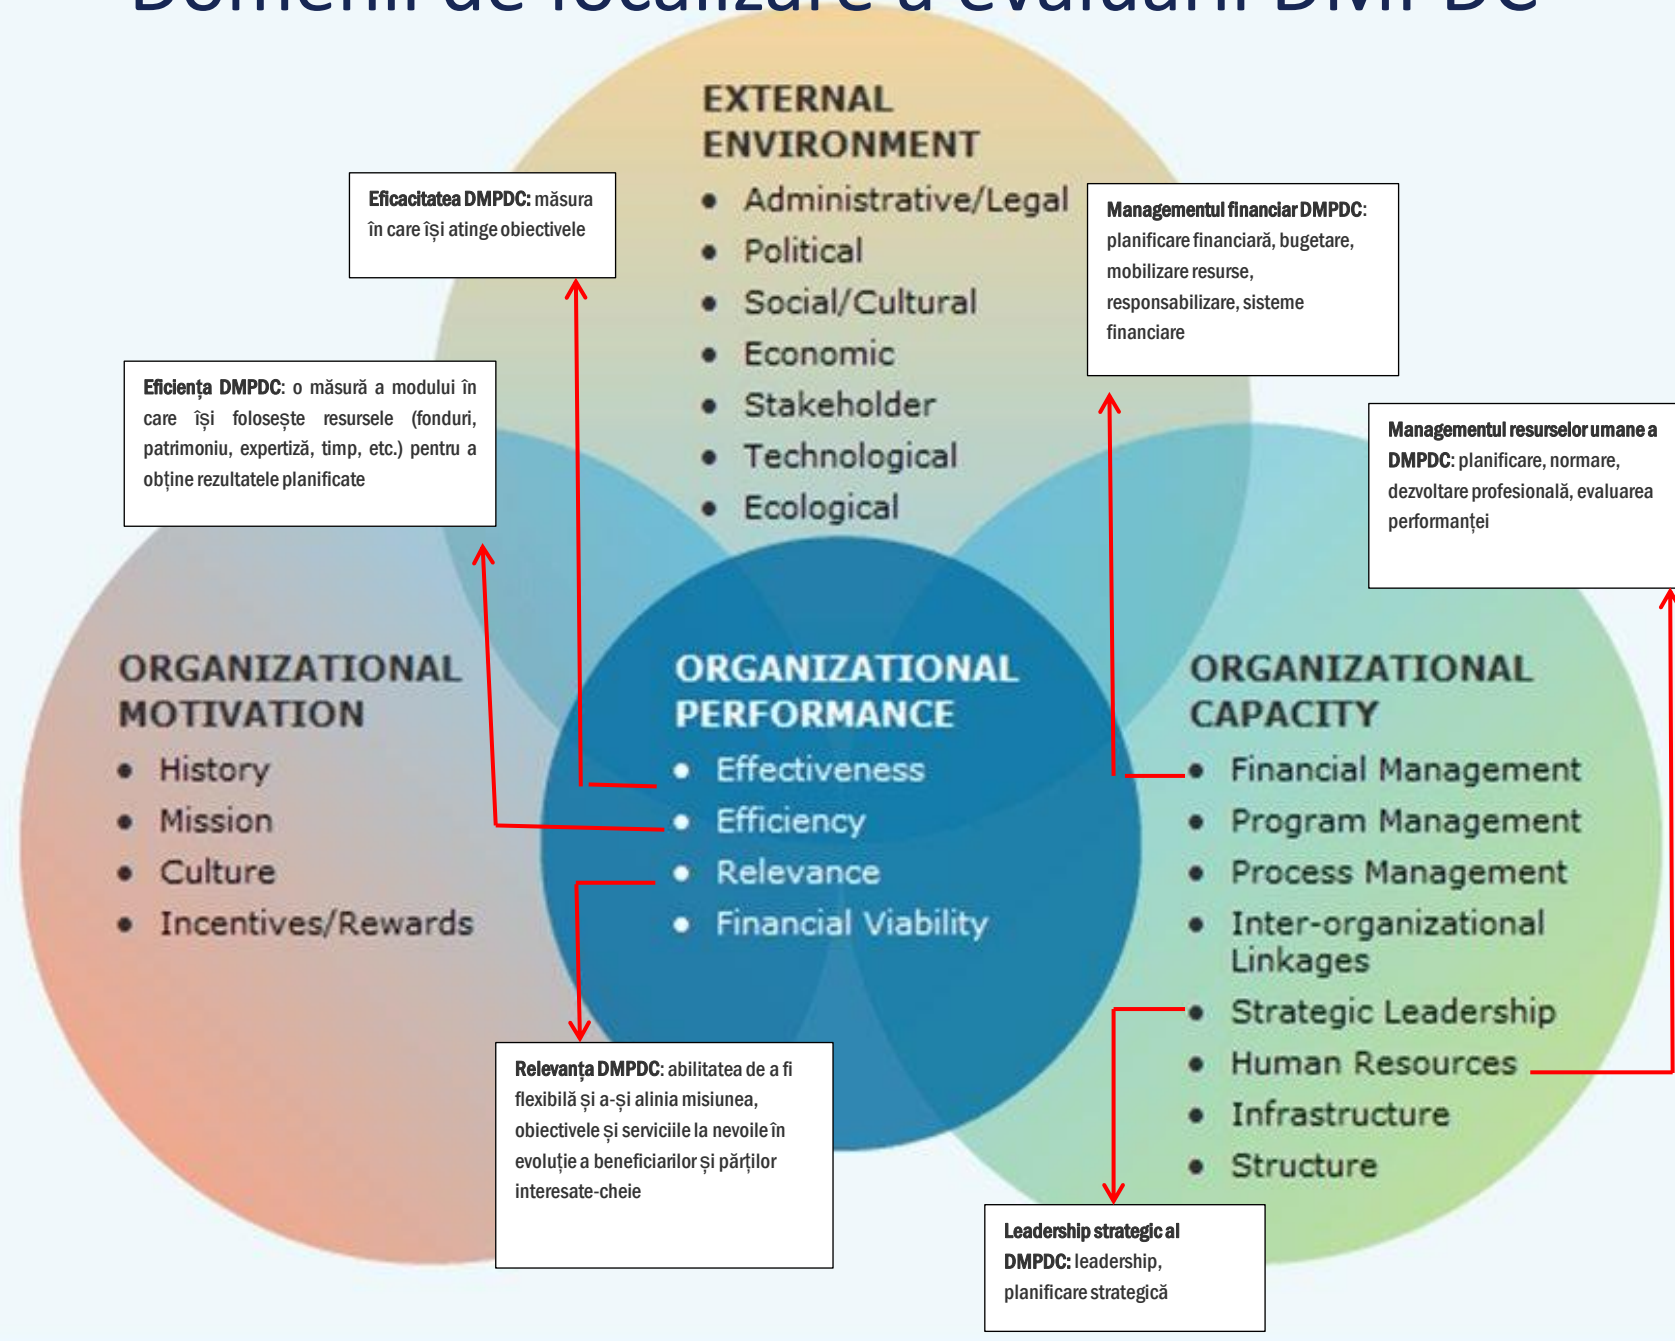 Domenii de focalizare a evaluării DMPDC
EXTERNAL
ENVIRONMENT
• Administrative/Legal
• Political
• Social/Cultural
• Economic
• Stakeholder
• Technological
• Ecological
Eficacitatea DMPDC: măsura
în care își atinge obiectivele
Managementul financiar DMPDC:
planificare financiară, bugetare,
mobilizare resurse,
responsabilizare, sisteme
financiare
Eficiența DMPDC: o măsură a modului în
care își folosește resursele (fonduri,
patrimoniu, expertiză, timp, etc.) pentru a
obține rezultatele planificate
Managementul resurselor umane a
DMPDC: planificare, normare,
dezvoltare profesională, evaluarea
performanței
ORGANIZATIONAL
MOTIVATION
• History
• Mission
• Culture
• Incentives/Rewards
ORGANIZATIONAL
PERFORMANCE
• Effectiveness
• Efficiency
• Relevance
• Financial Viability
ORGANIZATIONAL
CAPACITY
• Financial Management
• Program Management
• Process Management
• Inter-organizational
Linkages
• Strategic Leadership
• Human Resources
• Infrastructure
• Structure
Relevanța DMPDC: abilitatea de a fi
flexibilă și a-și alinia misiunea,
obiectivele și serviciile la nevoile în
evoluție a beneficiarilor și părților
interesate-cheie
Leadership strategic al
DMPDC: leadership,
planificare strategică